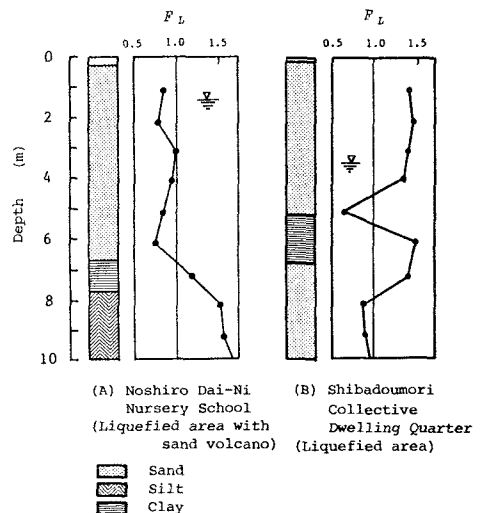 F L F L
0.5 1.0 1.5 0.5 1.0 1.5
0
2
4
6
8
10
Depth (m)
(A) Noshiro Dai-Ni
Nursery School
(Liquefied area with
sand volcano)
(B) Shibadoumori
Collective
Dwelling Quarter
(Liquefied area)
Sand
Silt
Clay